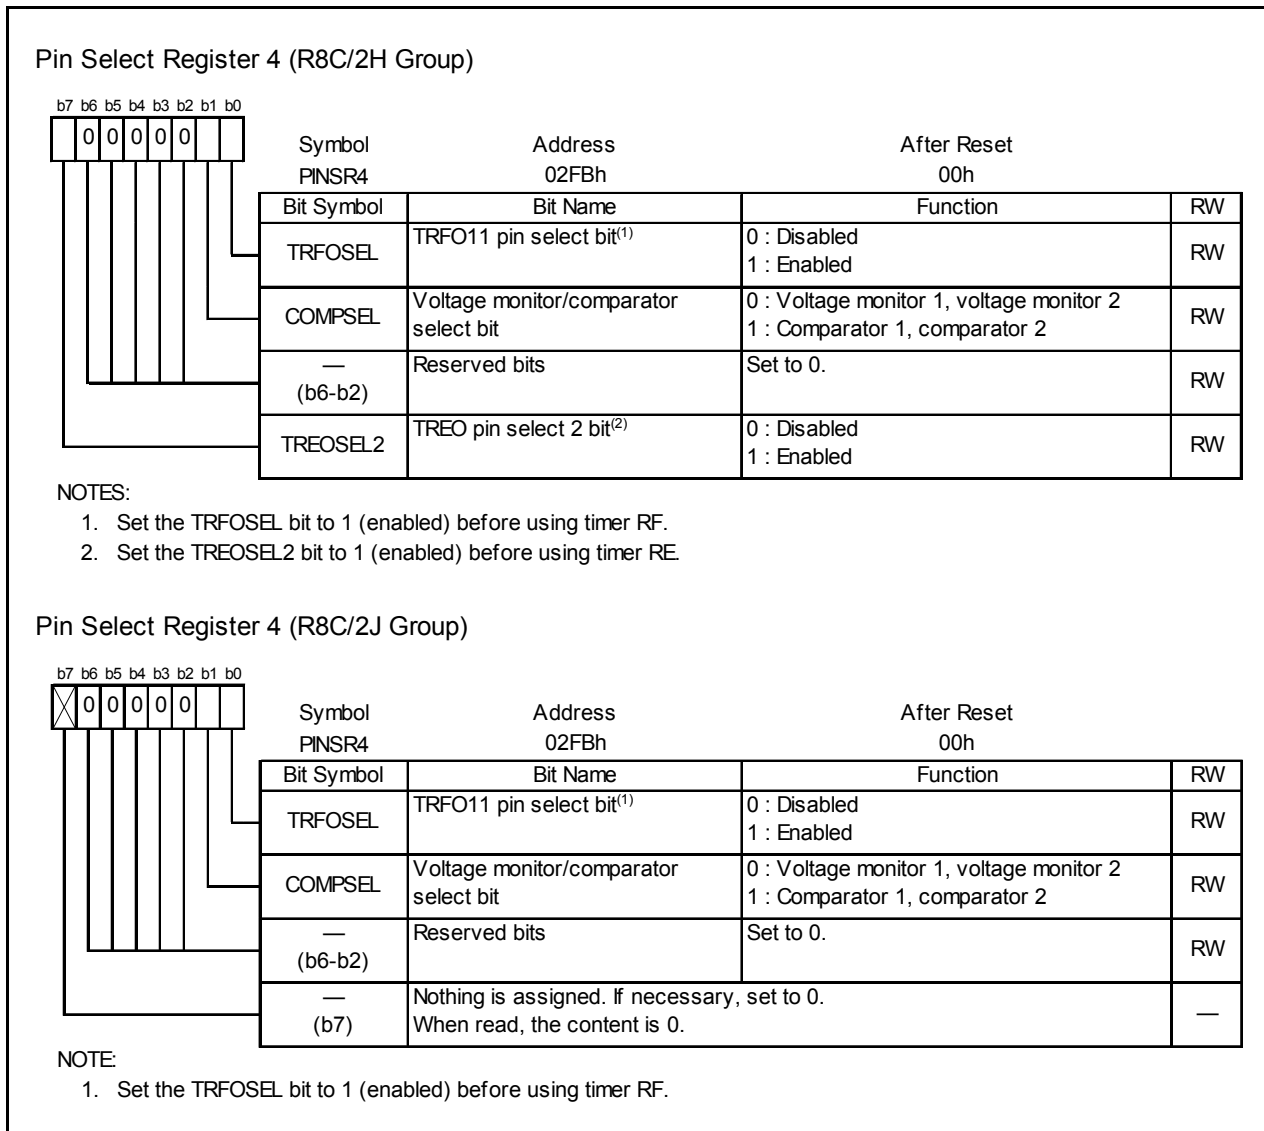 Pin Select Register 4 (R8C/2H Group)
b7 b6 b5 b4 b3 b2 b1 b0
0 0 0 0 0
Symbol Address After Reset
PINSR4 02FBh 00h
Bit Symbol Bit Name Function RW
TRFOSEL TRFO11 pin select bit(1) 0 : Disabled RW
1 : Enabled
COMPSEL Voltage monitor/comparator 0 : Voltage monitor 1, voltage monitor 2 RW
select bit 1 : Comparator 1, comparator 2
— Reserved bits Set to 0. RW
(b6-b2)
TREOSEL2 TREO pin select 2 bit(2) 0 : Disabled RW
1 : Enabled
NOTES:
1. Set the TRFOSEL bit to 1 (enabled) before using timer RF.
2. Set the TREOSEL2 bit to 1 (enabled) before using timer RE.
Pin Select Register 4 (R8C/2J Group)
b7 b6 b5 b4 b3 b2 b1 b0
0 0 0 0 0
Symbol Address After Reset
PINSR4 02FBh 00h
Bit Symbol Bit Name Function RW
TRFOSEL TRFO11 pin select bit(1) 0 : Disabled RW
1 : Enabled
COMPSEL Voltage monitor/comparator 0 : Voltage monitor 1, voltage monitor 2 RW
select bit 1 : Comparator 1, comparator 2
— Reserved bits Set to 0. RW
(b6-b2)
— Nothing is assigned. If necessary, set to 0. —
(b7) When read, the content is 0.
NOTE:
1. Set the TRFOSEL bit to 1 (enabled) before using timer RF.